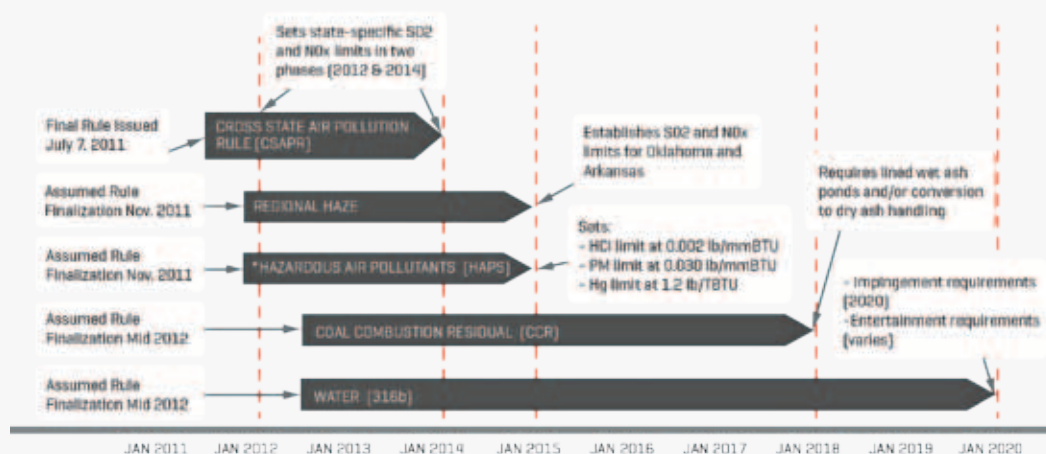 Sets state-specific SO2
and NOx limits in two
phases (2012 & 2014)
Final Rule Issued
July 7, 2011
CROSS STATE AIR POLLUTION
RULE (CSAPR)
Establishes SO2 and NOx
limits for Oklahoma and
Arkansas
Requires lined wet ash
ponds and/or conversion
to dry ash handling
Assumed Rule
Finalization Nov. 2011
REGIONAL HAZE
Sets:
- HCl limit at 0.002 lb/mmBTU
- PM limit at 0.030 lb/mmBTU
- Hg limit at 1.2 lb/TBTU
Assumed Rule
Finalization Nov. 2011
*HAZARDOUS AIR POLLUTANTS (HAPS)
- Impingement requirements
(2020)
- Entertainment requirements
(varies)
Assumed Rule
Finalization Mid 2012
COAL COMBUSTION RESIDUAL (CCR)
Assumed Rule
Finalization Mid 2012
WATER (316b)
JAN 2011 JAN 2012 JAN 2013 JAN 2014 JAN 2015 JAN 2016 JAN 2017 JAN 2018 JAN 2019 JAN 2020